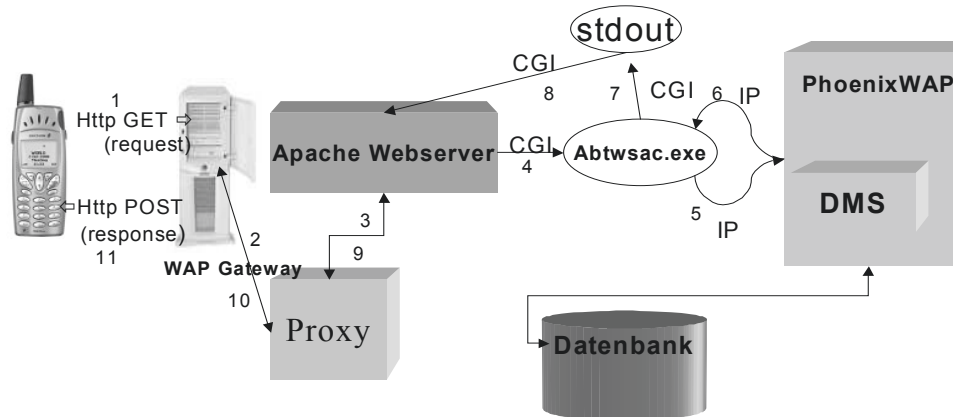 stdout
CGI
8
7
CGI
6
IP
PhoenixWAP
1
Http GET
(request)
Apache Webserver
CGI
4
Abtwsac.exe
DMS
5
IP
Http POST
(response)
11
2
3
9
WAP Gateway
10
Proxy
Datenbank